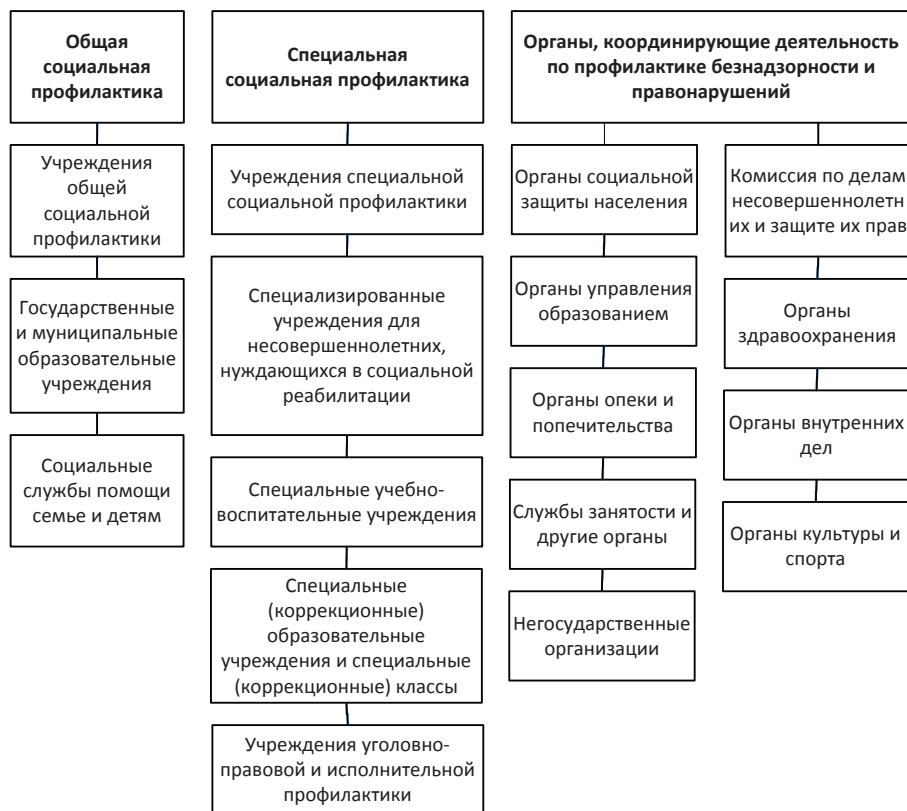 Общая
социальная
профилактика
Учреждения
общей
социальной
профилактики
Государственные
и муниципальные
образовательные
учреждения
Социальные
службы помощи
семье и детям
Специальная
социальная профилактика
Учреждения специальной
социальной профилактики
Специализированные
учреждения для
несовершеннолетних,
нуждающихся в социальной
реабилитации
Специальные учебно-
воспитательные учреждения
Специальные
(коррекционные)
образовательные
учреждения и специальные
(коррекционные) классы
Учреждения уголовно-
правовой и исполнительной
профилактики
Органы, координирующие деятельность
по профилактике безнадзорности и
правонарушений
Органы социальной
защиты населения
Органы управления
образованием
Органы опеки и
попечительства
Службы занятости и
другие органы
Негосударственные
организации
Комиссия по делам
несовершеннолетн
их и защите их прав
Органы
здравоохранения
Органы внутренних
дел
Органы культуры и
спорта